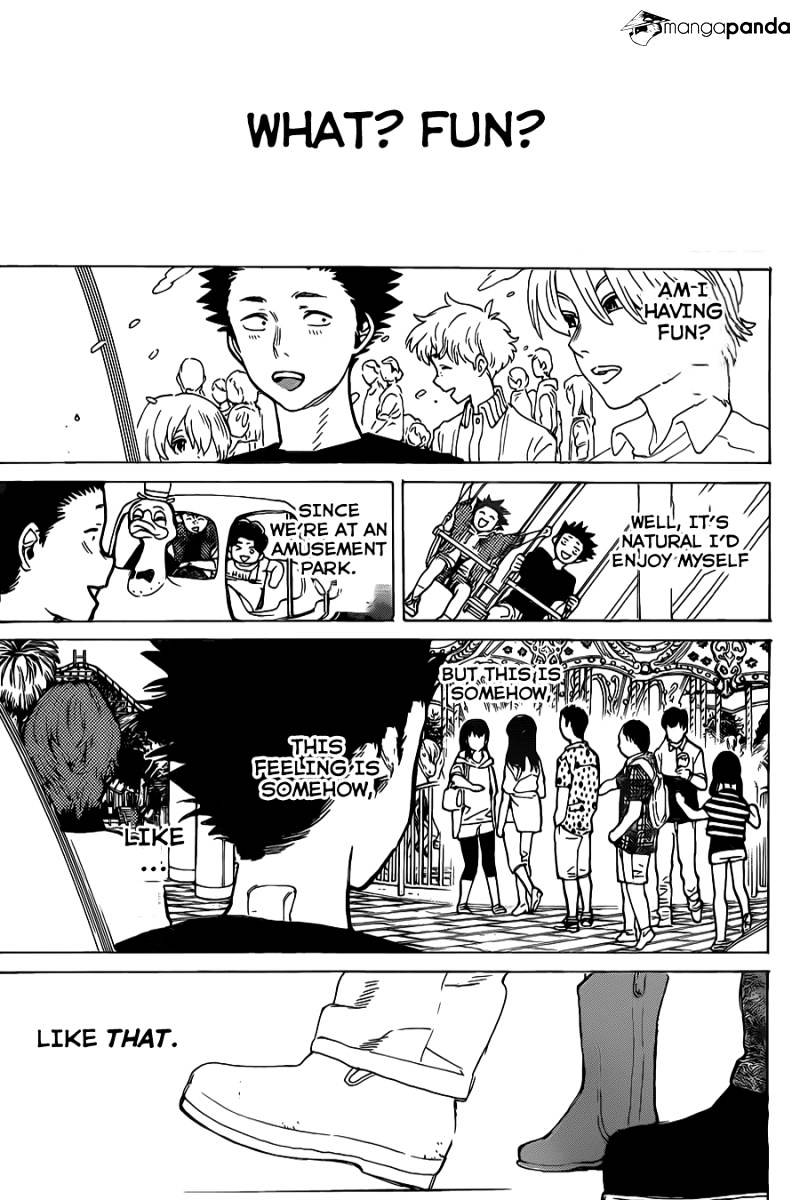 mangapanda
WHAT? FUN?
AM I
HAVING
FUN?
SINCE
WE'RE AT AN
AMUSEMENT
PARK.
WELL, IT'S
NATURAL I'D
ENJOY MYSELF
BUT THIS IS
SOMEHOW,
THIS
FEELING IS
SOMEHOW,
LIKE
...
LIKE THAT.